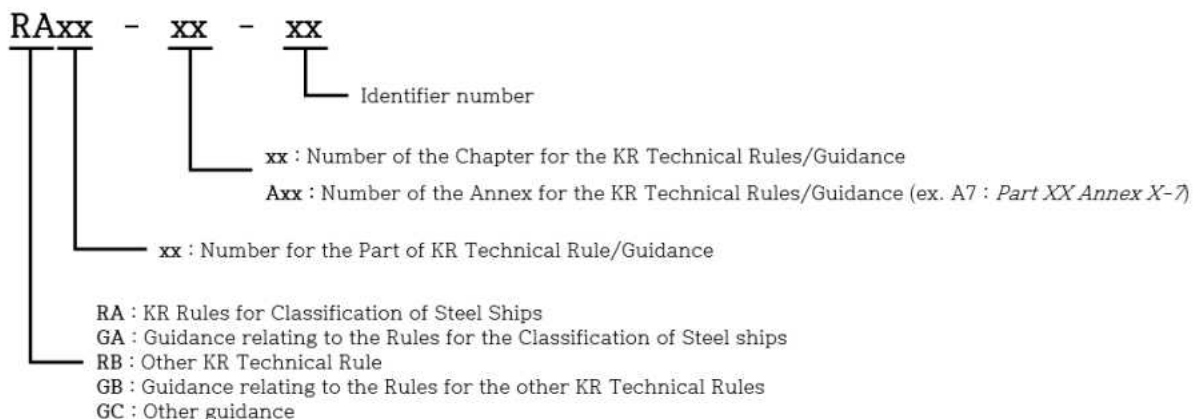 RAxx - xx - xx
Identifier number
xx : Number of the Chapter for the KR Technical Rules/Guidance
Axx : Number of the Annex for the KR Technical Rules/Guidance (ex. A7 : Part XX Annex X-7)
xx : Number for the Part of KR Technical Rule/Guidance
RA : KR Rules for Classification of Steel Ships
GA : Guidance relating to the Rules for the Classification of Steel ships
RB : Other KR Technical Rule
GB : Guidance relating to the Rules for the other KR Technical Rules
GC : Other guidance